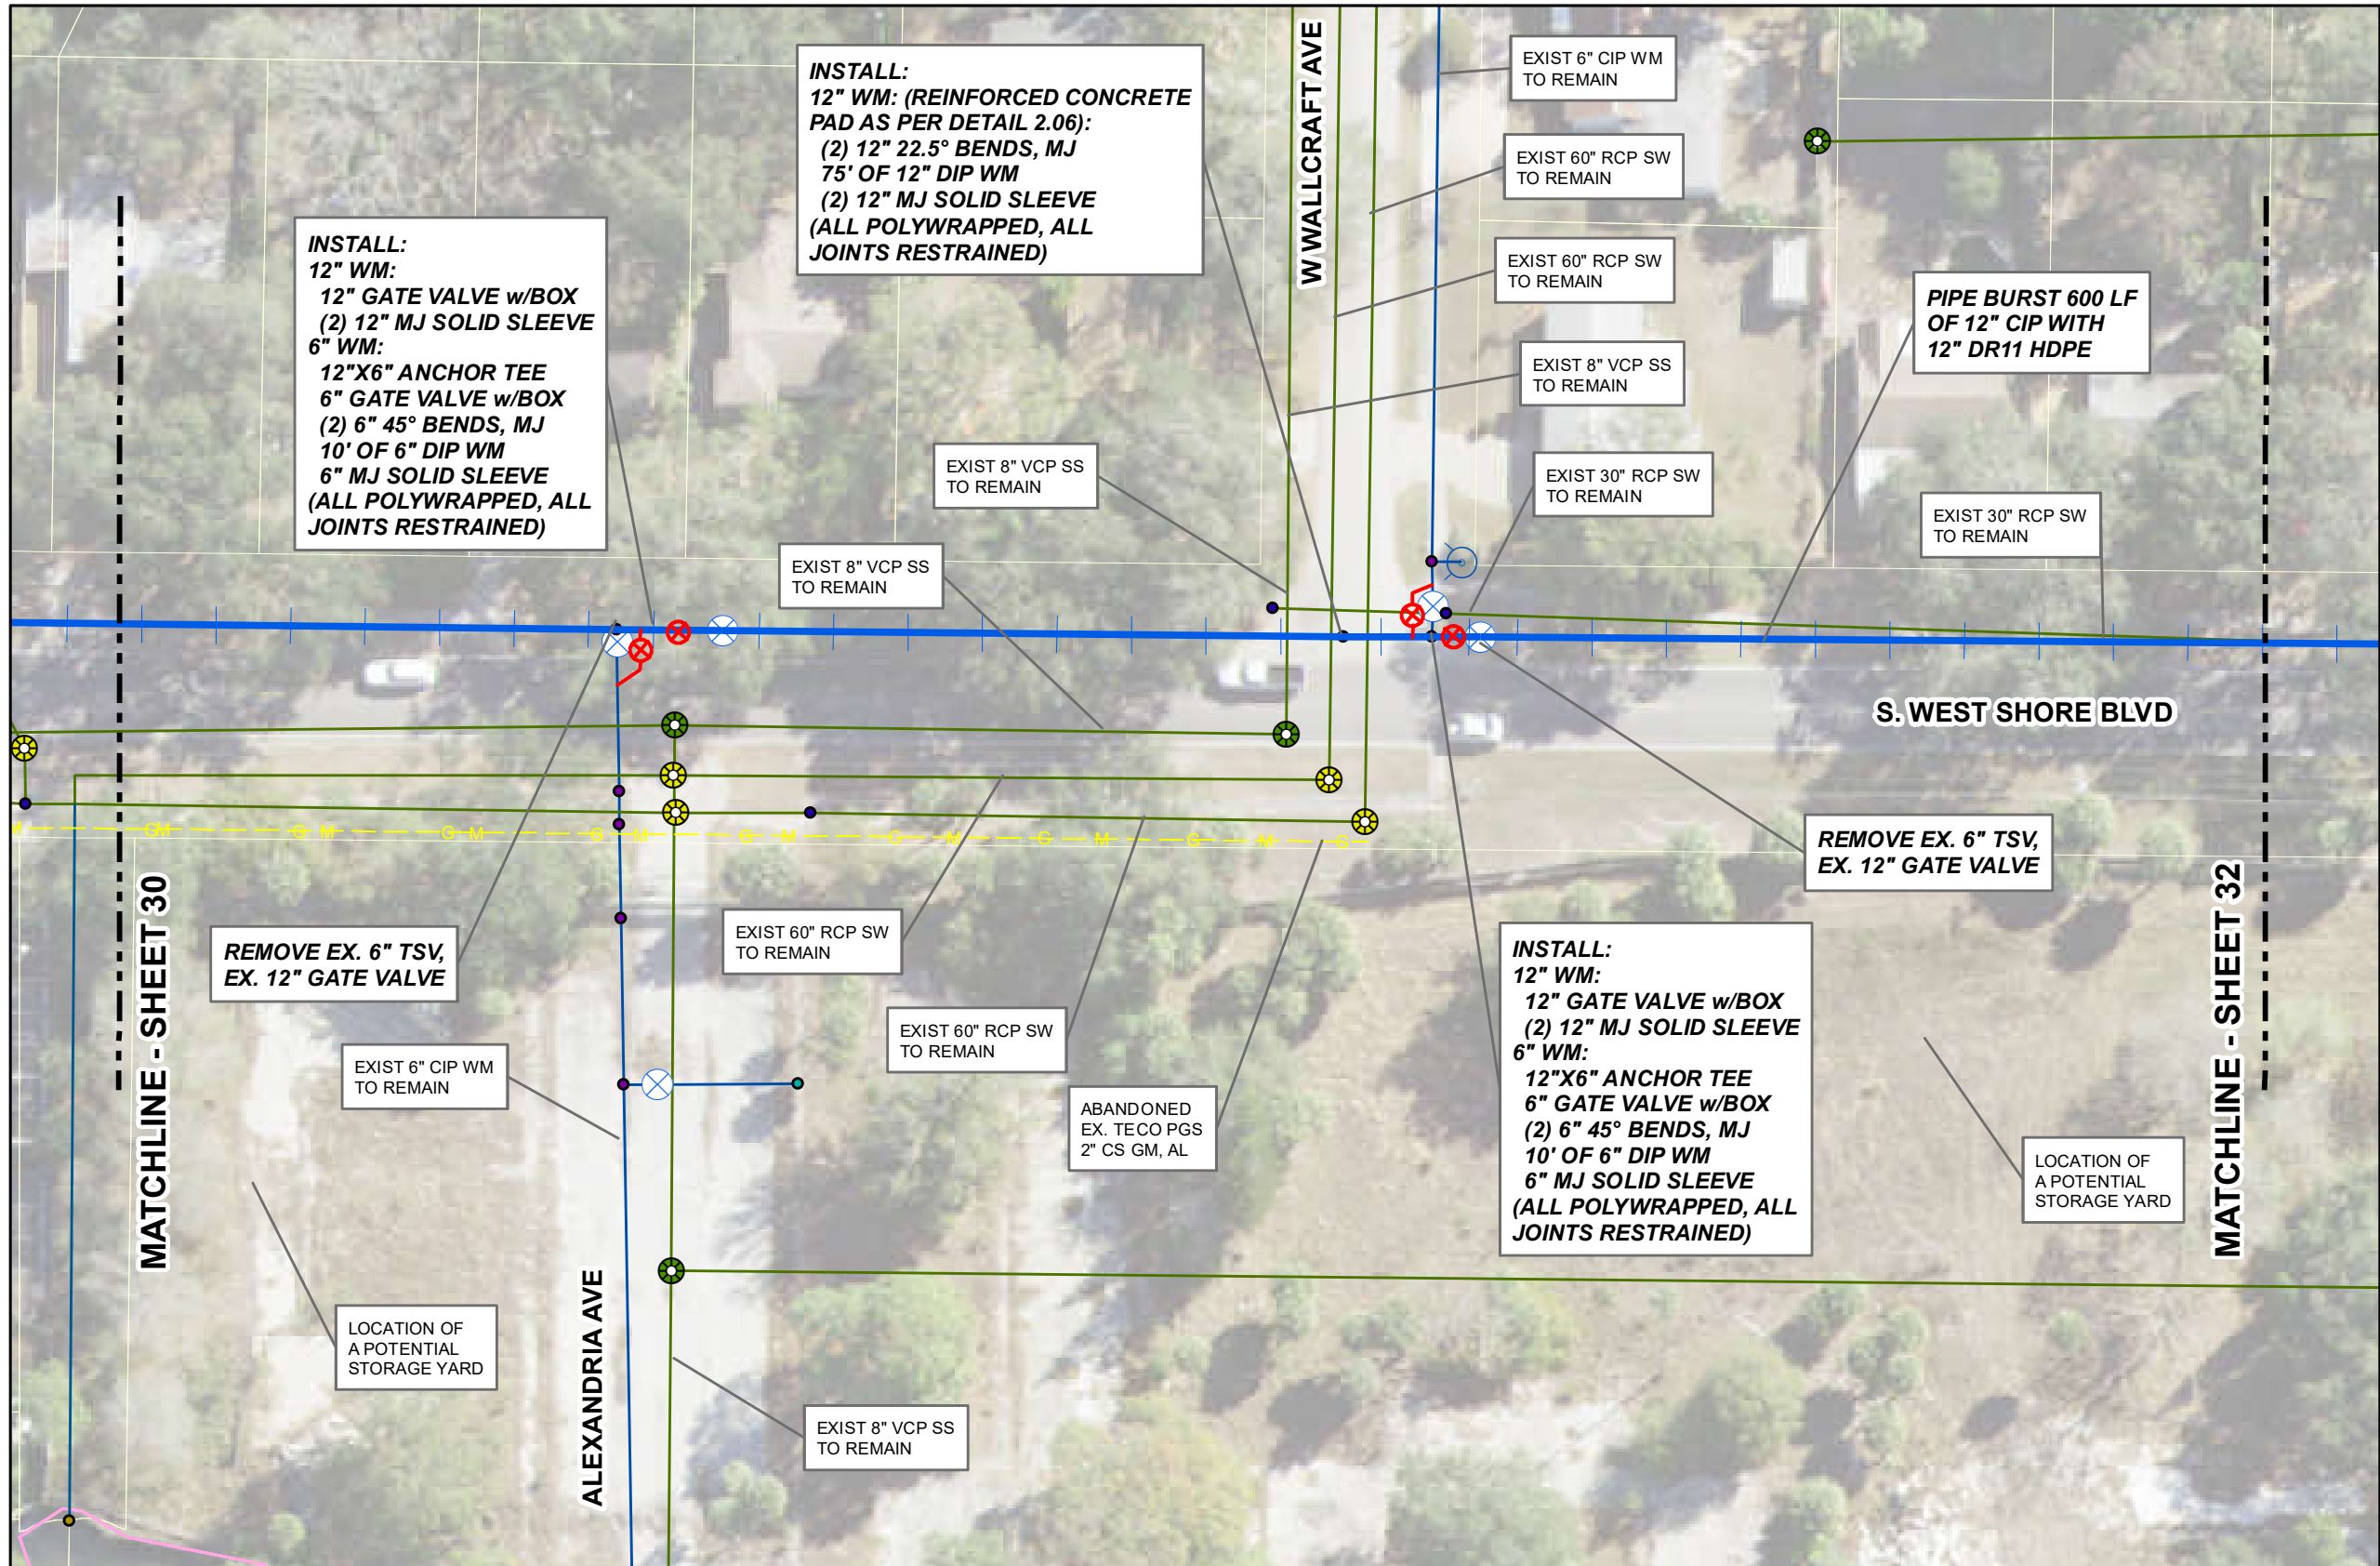 INSTALL:
12" WM: (REINFORCED CONCRETE
PAD AS PER DETAIL 2.06):
(2) 12" 22.5° BENDS, MJ
75' OF 12" DIP WM
(2) 12" MJ SOLID SLEEVE
(ALL POLYWRAPPED, ALL
JOINTS RESTRAINED)
W WALLCRAFT AVE
EXIST 6" CIP WM
TO REMAIN
EXIST 60" RCP SW
TO REMAIN
EXIST 60" RCP SW
TO REMAIN
EXIST 8" VCP SS
TO REMAIN
EXIST 30" RCP SW
TO REMAIN
PIPE BURST 600 LF
OF 12" CIP WITH
12" DR11 HDPE
EXIST 30" RCP SW
TO REMAIN
INSTALL:
12" WM:
12" GATE VALVE w/BOX
(2) 12" MJ SOLID SLEEVE
6" WM:
12"X6" ANCHOR TEE
6" GATE VALVE w/BOX
(2) 6" 45° BENDS, MJ
10' OF 6" DIP WM
6" MJ SOLID SLEEVE
(ALL POLYWRAPPED, ALL
JOINTS RESTRAINED)
EXIST 8" VCP SS
TO REMAIN
EXIST 8" VCP SS
TO REMAIN
S. WEST SHORE BLVD
M GM G M G M G M G M G M G M G M G
REMOVE EX. 6" TSV,
EX. 12" GATE VALVE
MATCHLINE - SHEET 30
REMOVE EX. 6" TSV,
EX. 12" GATE VALVE
EXIST 60" RCP SW
TO REMAIN
EXIST 60" RCP SW
TO REMAIN
EXIST 6" CIP WM
TO REMAIN
ABANDONED
EX. TECO PGS
2" CS GM, AL
INSTALL:
12" WM:
12" GATE VALVE w/BOX
(2) 12" MJ SOLID SLEEVE
6" WM:
12"X6" ANCHOR TEE
6" GATE VALVE w/BOX
(2) 6" 45° BENDS, MJ
10' OF 6" DIP WM
6" MJ SOLID SLEEVE
(ALL POLYWRAPPED, ALL
JOINTS RESTRAINED)
LOCATION OF
A POTENTIAL
STORAGE YARD
MATCHLINE - SHEET 32
LOCATION OF
A POTENTIAL
STORAGE YARD
ALEXANDRIA AVE
EXIST 8" VCP SS
TO REMAIN